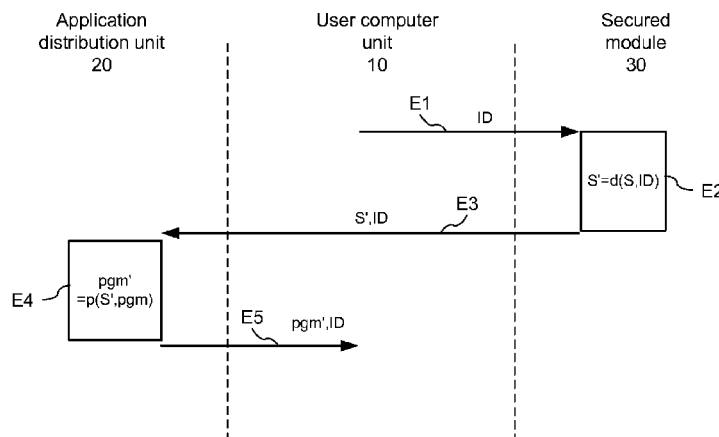 Application
distribution unit
20
User computer
unit
10
Secured
module
30
E1
ID
S'=d(S,ID)
E2
S',ID
E3
pgm'
=p(S',pgm)
E4
E5
pgm',ID